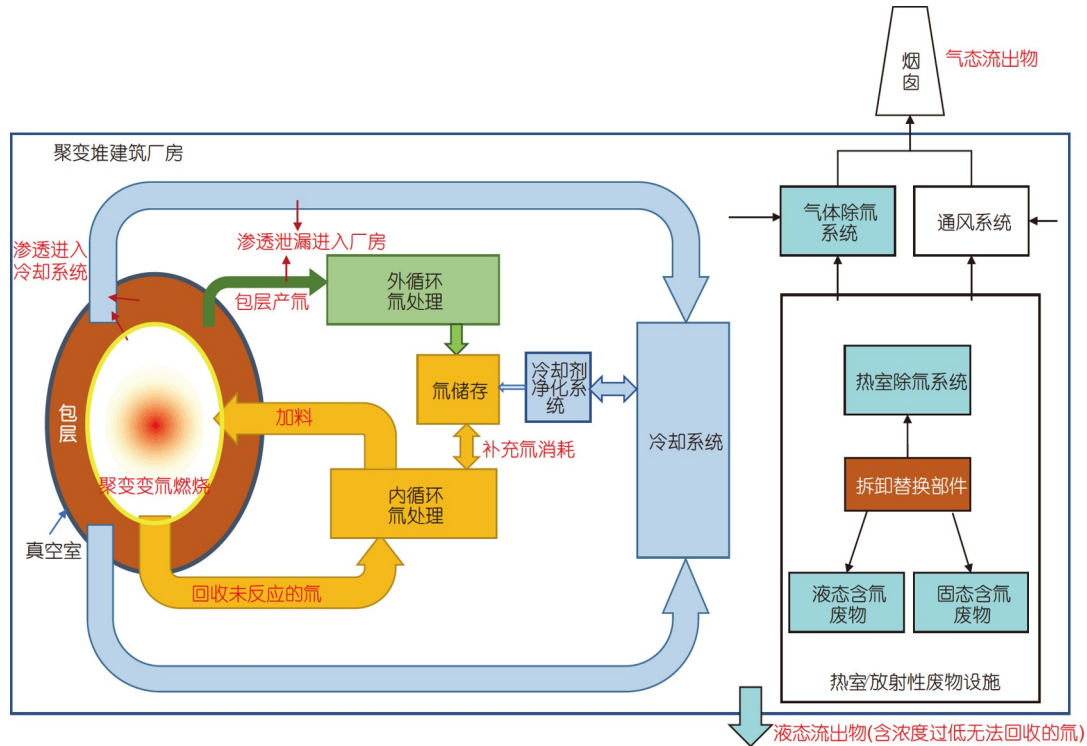 烟
囱
气态流出物
聚变堆建筑厂房
气体除氚
系统
通风系统
渗透进入
冷却系统
渗透泄漏进入厂房
包层产氚
外循环
氚处理
热室除氚系统
包层
加料
氚储存
冷却剂
净化系
统
冷却系统
补充氚消耗
聚变变氚燃烧
内循环
氚处理
拆卸替换部件
真空室
回收未反应的氚
液态含氚
废物
固态含氚
废物
热室/放射性废物设施
液态流出物(含浓度过低无法回收的氚)